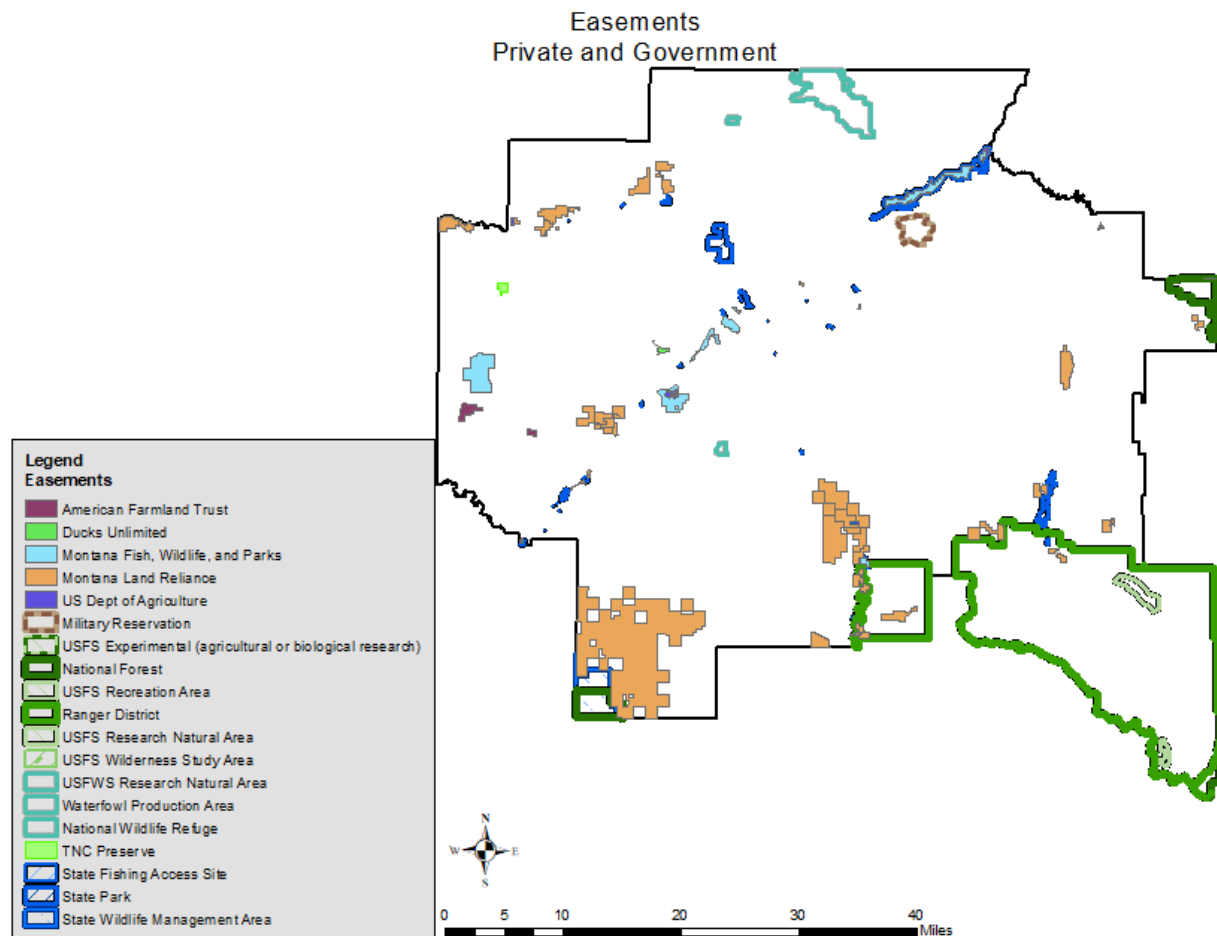 Easements
Private and Government
Legend
Easements
American Farmland Trust
Ducks Unlimited
Montana Fish, Wildlife, and Parks
Montana Land Reliance
US Dept of Agriculture
Military Reservation
USFS Experimental (agricultural or biological research)
National Forest
USFS Recreation Area
Ranger District
USFS Research Natural Area
USFS Wilderness Study Area
USFWS Research Natural Area
Waterfowl Production Area
National Wildlife Refuge
TNC Preserve
State Fishing Access Site
State Park
State Wildlife Management Area
N
W E
S
0 5 10 20 30 40
Miles